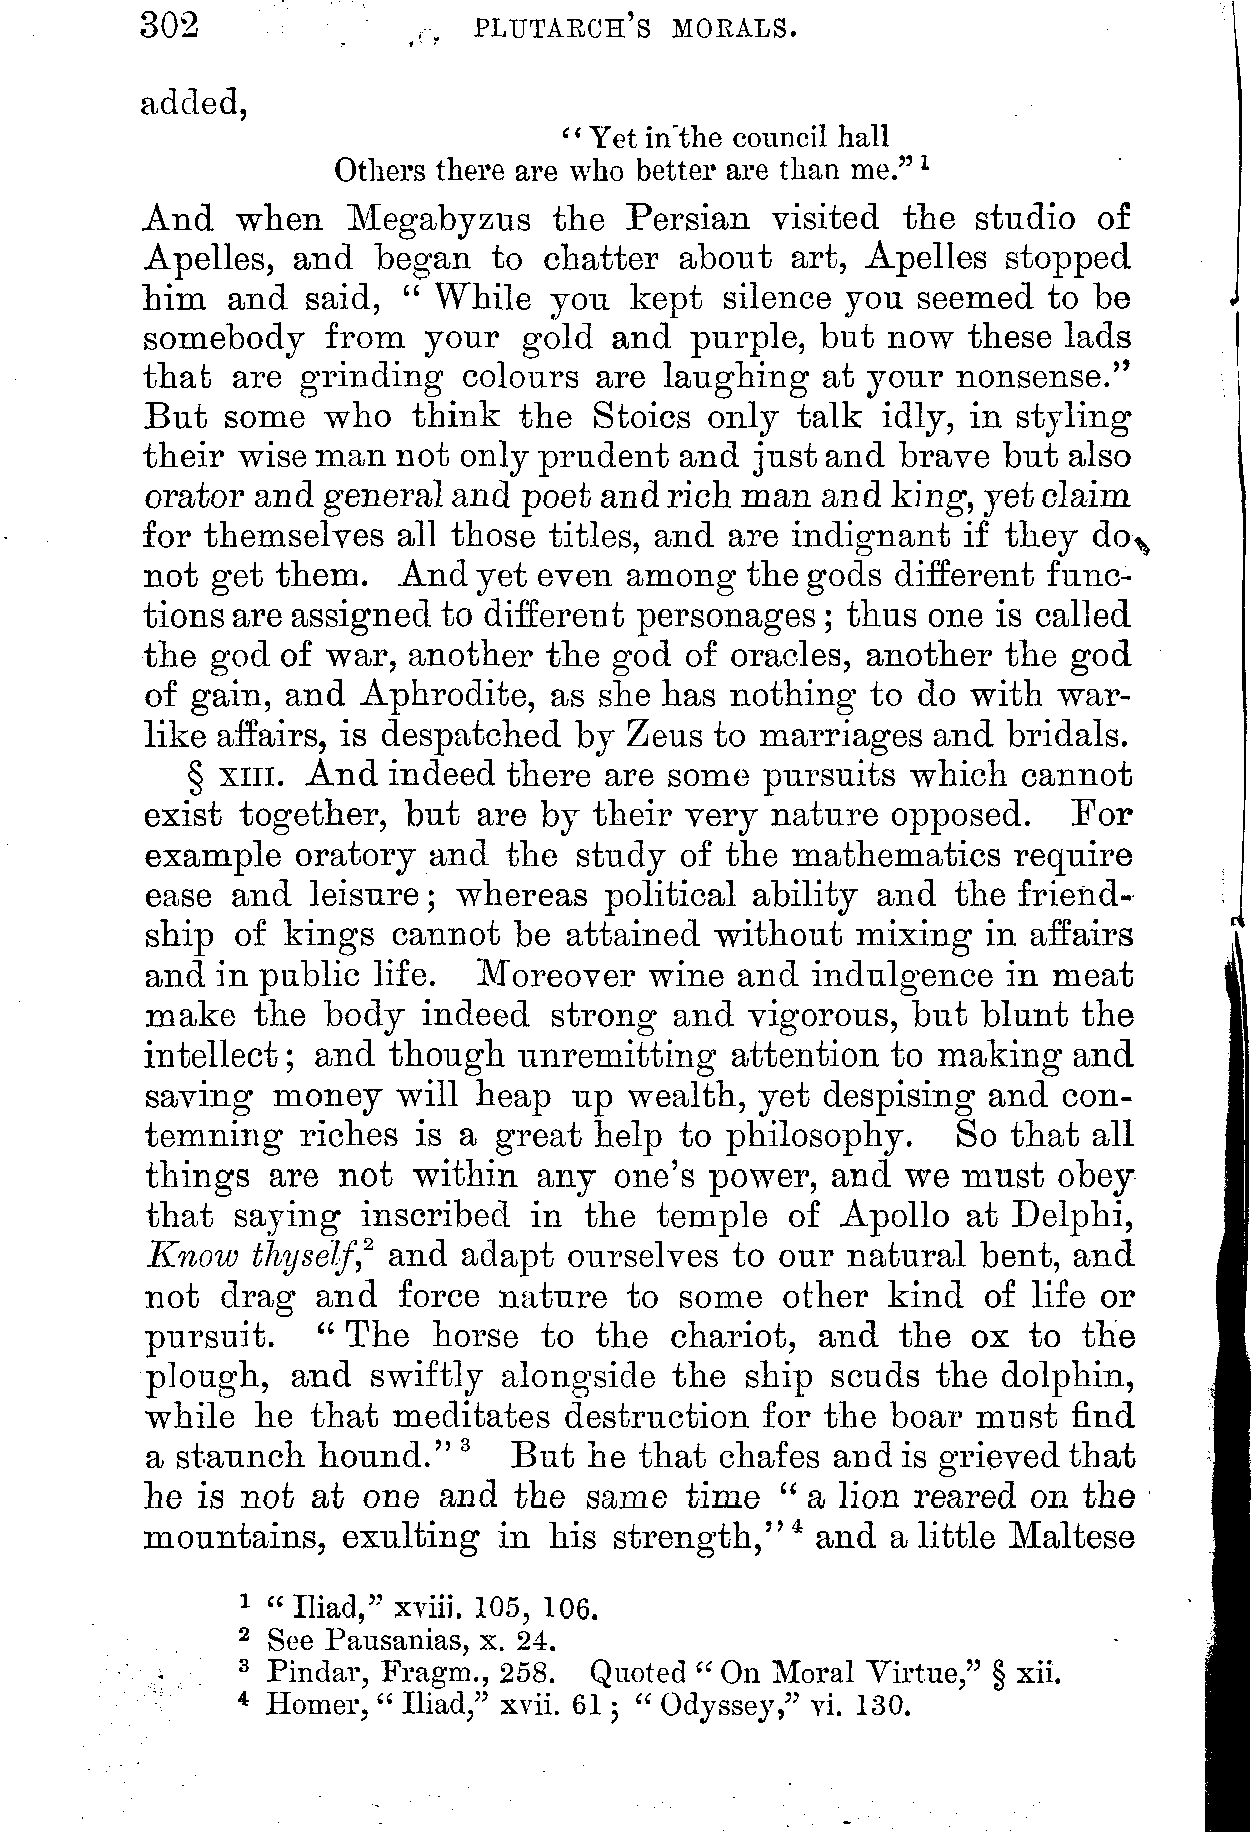 302 PLUTARCH'S MORALS.
added,
"Yet in the council hall
Others there are who better are than me." 1
And when Megabyzus the Persian visited the studio of
Apelles, and began to chatter about art, Apelles stopped
him and said, "While you kept silence you seemed to be
somebody from your gold and purple, but now these lads
that are grinding colours are laughing at your nonsense."
But some who think the Stoics only talk idly, in styling
their wise man not only prudent and just and brave but also
orator and general and poet and rich man and king, yet claim
for themselves all those titles, and are indignant if they do
not get them. And yet even among the gods different func-
tions are assigned to different personages; thus one is called
the god of war, another the god of oracles, another the god
of gain, and Aphrodite, as she has nothing to do with war-
like affairs, is despatched by Zeus to marriages and bridals.
§ XIII. And indeed there are some pursuits which cannot
exist together, but are by their very nature opposed. For
example oratory and the study of the mathematics require
ease and leisure; whereas political ability and the friend-
ship of kings cannot be attained without mixing in affairs
and in public life. Moreover wine and indulgence in meat
make the body indeed strong and vigorous, but blunt the
intellect; and though unremitting attention to making and
saving money will heap up wealth, yet despising and con-
temning riches is a great help to philosophy. So that all
things are not within any one's power, and we must obey
that saying inscribed in the temple of Apollo at Delphi,
Know thyself,2 and adapt ourselves to our natural bent, and
not drag and force nature to some other kind of life or
pursuit. "The horse to the chariot, and the ox to the
plough, and swiftly alongside the ship scuds the dolphin,
while he that meditates destruction for the boar must find
a staunch hound." 3 But he that chafes and is grieved that
he is not at one and the same time "a lion reared on the
mountains, exulting in his strength," 4 and a little Maltese
1 "Iliad," xviii. 105, 106.
2 See Pausanias, x. 24.
3 Pindar, Fragm., 258. Quoted "On Moral Virtue," § xii.
4 Homer, "Iliad," xvii. 61; "Odyssey," vi. 130.